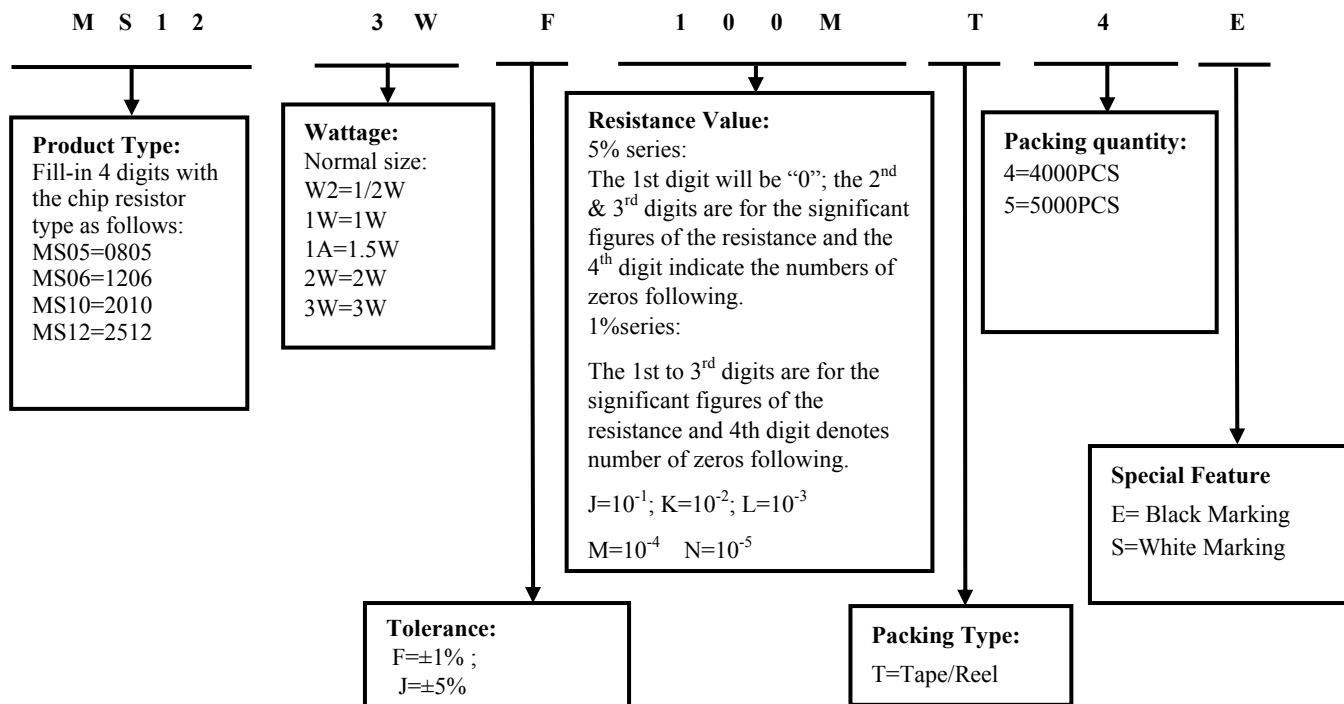 M S 1 2 3 W F 1 0 0 M T 4 E
Product Type:
Fill-in 4 digits with
the chip resistor
type as follows:
MS05=0805
MS06=1206
MS10=2010
MS12=2512
Wattage:
Normal size:
W2=1/2W
1W=1W
1A=1.5W
2W=2W
3W=3W
Resistance Value:
5% series:
The 1st digit will be “0”; the 2nd
& 3rd digits are for the significant
figures of the resistance and the
4th digit indicate the numbers of
zeros following.
1%series:
The 1st to 3rd digits are for the
significant figures of the
resistance and 4th digit denotes
number of zeros following.
J=10-1; K=10-2; L=10-3
M=10-4 N=10-5
Packing quantity:
4=4000PCS
5=5000PCS
Special Feature
E= Black Marking
S=White Marking
Tolerance:
F=±1% ;
J=±5%
Packing Type:
T=Tape/Reel